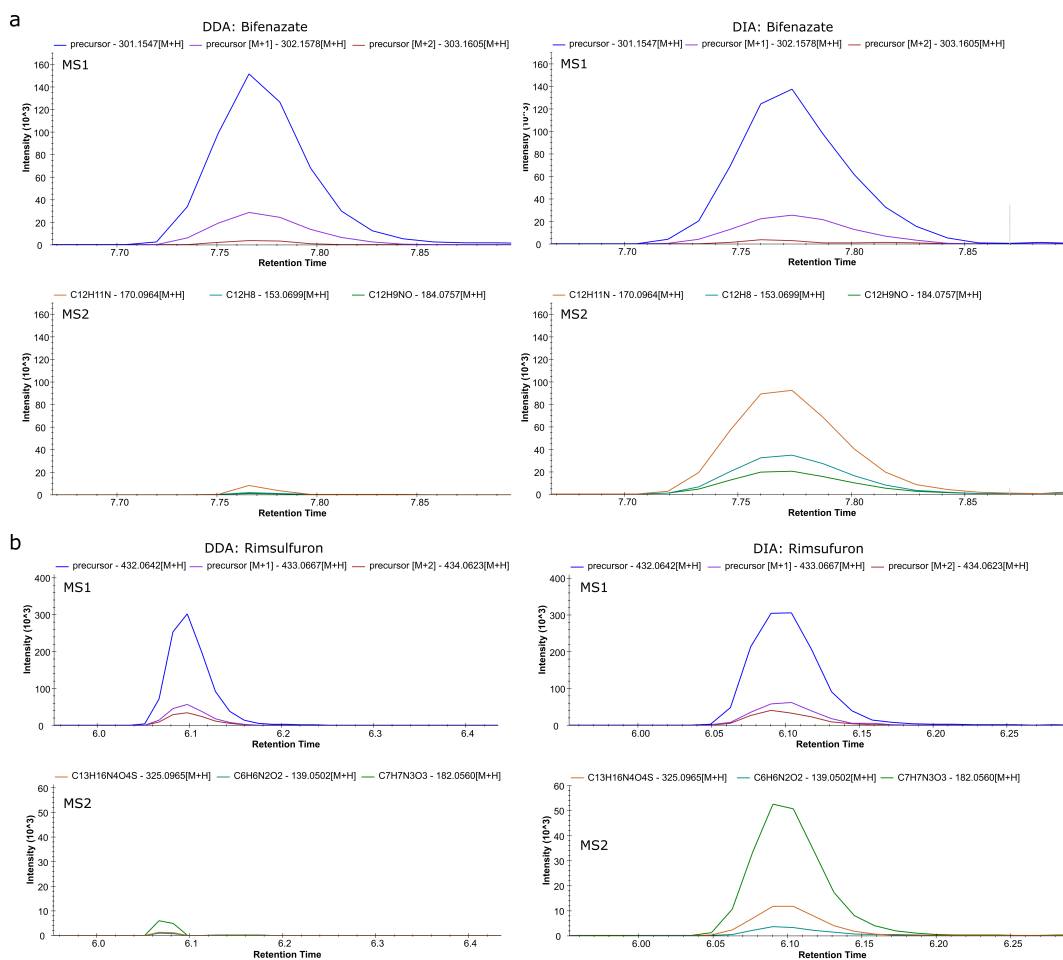 a
DDA: Bifenazate
precursor - 301.1547[M+H] precursor [M+1] - 302.1578[M+H] precursor [M+2] - 303.1605[M+H]
MS1
Intensity (10^3)
160
140
120
100
80
60
40
20
0
7.70 7.75 7.80 7.85
Retention Time
C12H11N - 170.0964[M+H] C12H8 - 153.0699[M+H] C12H9NO - 184.0757[M+H]
MS2
Intensity (10^3)
160
140
120
100
80
60
40
20
0
7.70 7.75 7.80 7.85
Retention Time
DIA: Bifenazate
precursor - 301.1547[M+H] precursor [M+1] - 302.1578[M+H] precursor [M+2] - 303.1605[M+H]
MS1
Intensity (10^3)
160
140
120
100
80
60
40
20
0
7.70 7.75 7.80 7.85
Retention Time
C12H11N - 170.0964[M+H] C12H8 - 153.0699[M+H] C12H9NO - 184.0757[M+H]
MS2
Intensity (10^3)
160
140
120
100
80
60
40
20
0
7.70 7.75 7.80 7.85
Retention Time
b
DDA: Rimsulfuron
precursor - 432.0642[M+H] precursor [M+1] - 433.0667[M+H] precursor [M+2] - 434.0623[M+H]
MS1
Intensity (10^3)
400
300
200
100
0
6.0 6.1 6.2 6.3 6.4
Retention Time
C13H16N4O4S - 325.0965[M+H] C6H6N2O2 - 139.0502[M+H] C7H7N3O3 - 182.0560[M+H]
MS2
Intensity (10^3)
60
50
40
30
20
10
0
6.0 6.1 6.2 6.3 6.4
Retention Time
DIA: Rimsufuron
precursor - 432.0642[M+H] precursor [M+1] - 433.0667[M+H] precursor [M+2] - 434.0623[M+H]
MS1
Intensity (10^3)
400
300
200
100
0
6.00 6.05 6.10 6.15 6.20 6.25
Retention Time
C13H16N4O4S - 325.0965[M+H] C6H6N2O2 - 139.0502[M+H] C7H7N3O3 - 182.0560[M+H]
MS2
Intensity (10^3)
60
50
40
30
20
10
0
6.00 6.05 6.10 6.15 6.20 6.25
Retention Time